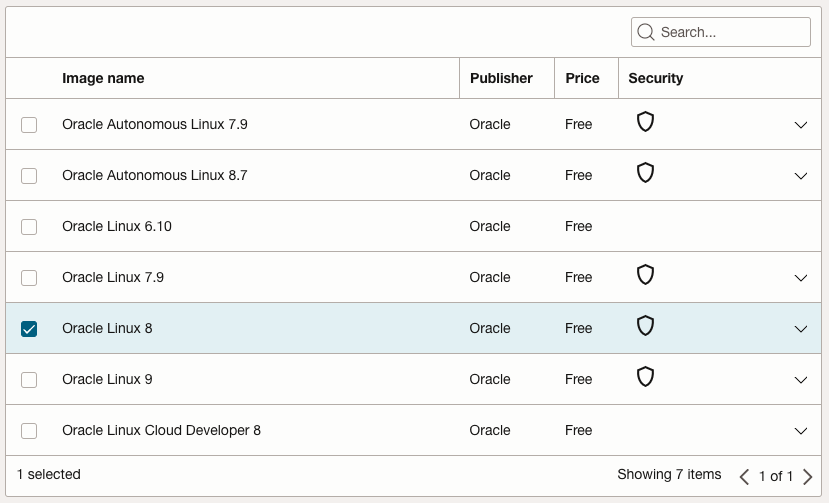 Search...
Image name Publisher Price Security
Oracle Autonomous Linux 7.9 Oracle Free
Oracle Autonomous Linux 8.7 Oracle Free
Oracle Linux 6.10 Oracle Free
Oracle Linux 7.9 Oracle Free
Oracle Linux 8 Oracle Free
Oracle Linux 9 Oracle Free
Oracle Linux Cloud Developer 8 Oracle Free
1 selected Showing 7 items 1 of 1